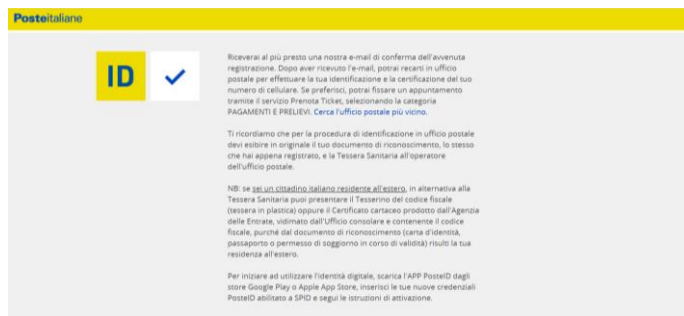 Posteitaliane
ID
Riceverai al più presto una nostra e-mail di conferma dell'avvenuta
registrazione. Dopo aver ricevuto l'e-mail, potrai recarti in ufficio
postale per effettuare la tua identificazione e la certificazione del tuo
numero di cellulare. Se preferisci, potrai fissare un appuntamento
tramite il servizio Prenota Ticket, selezionando la categoria
PAGAMENTI E PRELIEVI. Cerca l'ufficio postale più vicino.
Ti ricordiamo che per la procedura di identificazione in ufficio postale
devi esibire in originale il tuo documento di riconoscimento, lo stesso
che hai appena registrato, e la Tessera Sanitaria all'operatore
dell'ufficio postale.
NB: se sei un cittadino italiano residente all'estero, in alternativa alla
Tessera Sanitaria puoi presentare il Tesserino del codice fiscale
(tessera in plastica) oppure il Certificato cartaceo prodotto dall'Agenzia
delle Entrate, vidimato dall'Ufficio consolare e contenente il codice
fiscale, purché dal documento di riconoscimento (carta d'identità,
passaporto o permesso di soggiorno in corso di validità) risulti la tua
residenza all'estero.
Per iniziare ad utilizzare l'identità digitale, scarica l'APP PosteID dagli
store Google Play o Apple App Store, inserisci le tue nuove credenziali
PosteID abilitato a SPID e segui le istruzioni di attivazione.